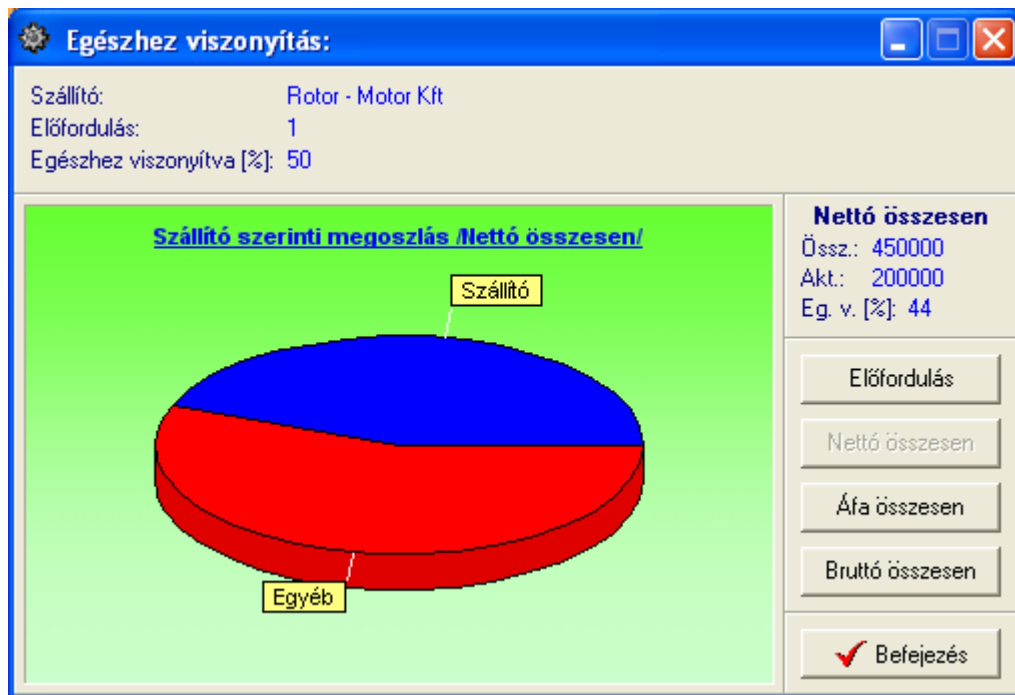 Egészhez viszonyítás:
Szállító: Rotor - Motor Kft
Előfordulás: 1
Egészhez viszonyítva [%]: 50
Szállító szerinti megoszlás /Nettó összesen/
Szállító
Egyéb
Nettó összesen
Össz.: 450000
Akt.: 200000
Eg. v. [%]: 44
Előfordulás
Nettó összesen
Áfa összesen
Bruttó összesen
Befejezés